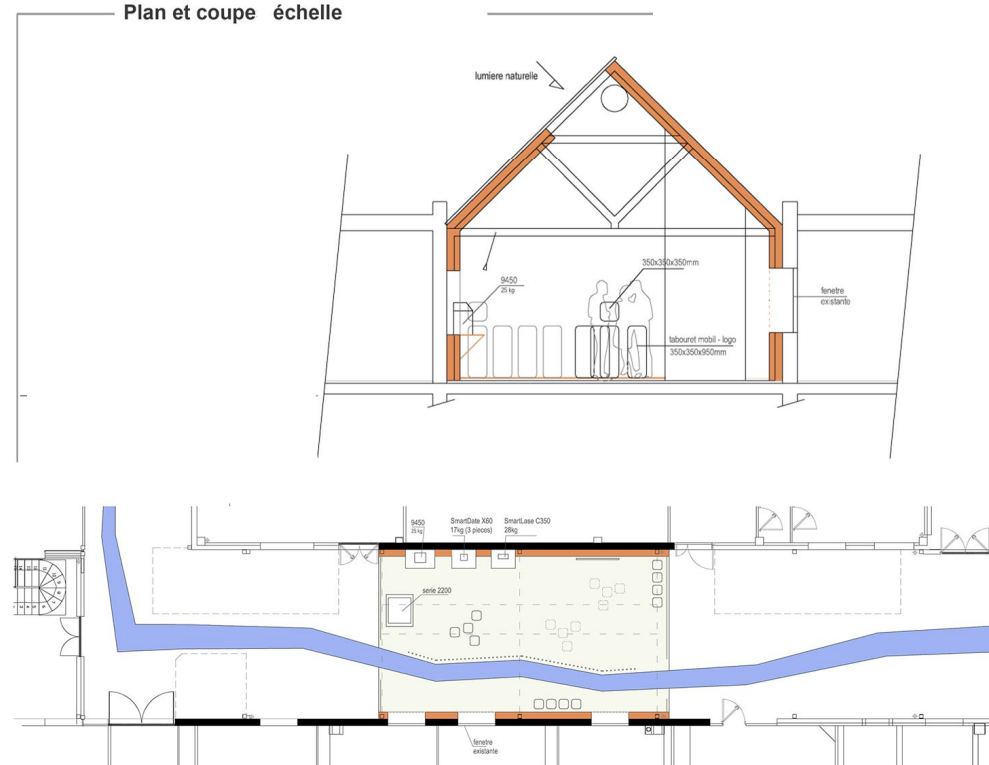 Plan et coupe échelle
lumiere naturelle
350x350x350mm
9450
25 kg
fenetre
existante
tabouret mobil - logo
350x350x950mm
9450
25 kg
SmartDate X60
17kg (3 pieces)
SmartLase C350
28kg
serie 2200
fenetre
existante